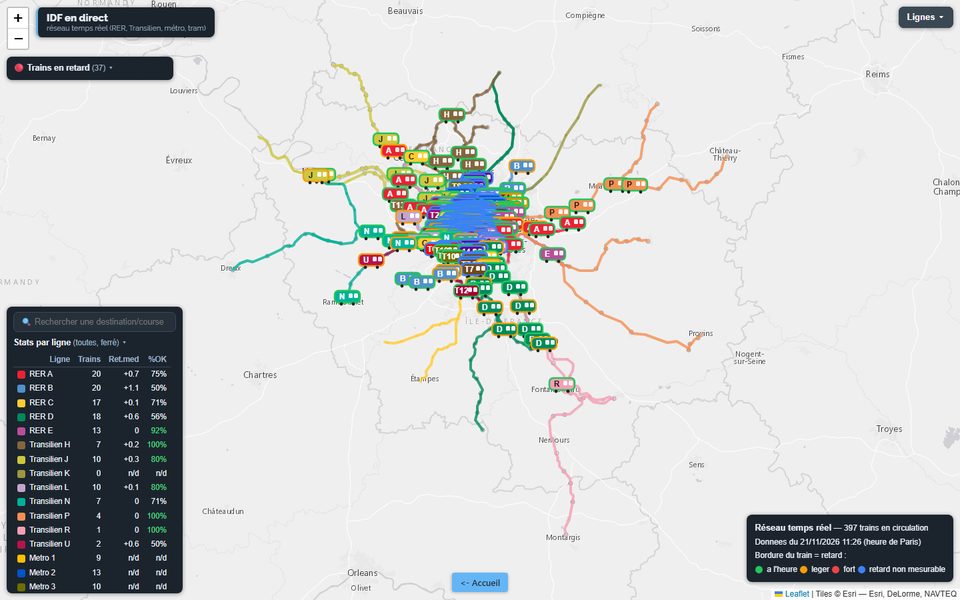 NORMANDY
Rouen
Beauvais
Compiègne
Soissons
+
−
IDF en direct
réseau temps réel (RER, Transilien, métro, tram)
Lignes
Trains en retard (37)
Fismes
Reims
Louviers
Bernay
Évreux
Château-
Thierry
Chalon
Champ
H
J
A
C
H
H
H
B
J
A
J
A
P
P
P
P
A
A
L
T2
N
N
N
E
U
B
B
B
T7
D
N
T12
D
D
D
D
D
D
D
R
Dreux
ÎLE-DE-FRANCE
Provins
Nogent-
sur-Seine
Chartres
Étampes
Nemours
Troyes
Sens
Châteaudun
Montargis
Orleans
Olivet
Rechercher une destination/course
Stats par ligne (toutes, ferré)
Ligne Trains Ret.med %OK
RER A 20 +0.7 75%
RER B 20 +1.1 50%
RER C 17 +0.1 71%
RER D 18 +0.6 56%
RER E 13 0 92%
Transilien H 7 +0.2 100%
Transilien J 10 +0.3 80%
Transilien K 0 n/d n/d
Transilien L 10 +0.1 80%
Transilien N 7 0 71%
Transilien P 4 0 100%
Transilien R 1 0 100%
Transilien U 2 +0.6 50%
Metro 1 9 n/d n/d
Metro 2 13 n/d n/d
Metro 3 10 n/d n/d
<- Accueil
Réseau temps réel — 397 trains en circulation
Donnees du 21/11/2026 11:26 (heure de Paris)
Bordure du train = retard :
a l'heure leger fort retard non mesurable
Leaflet | Tiles © Esri — Esri, DeLorme, NAVTEQ